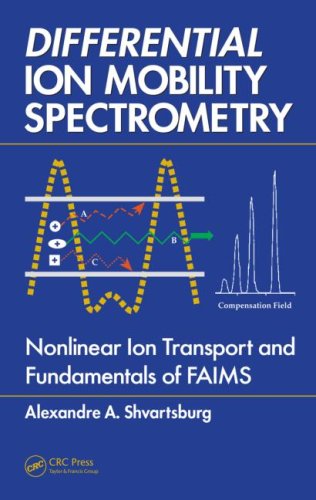 DIFFERENTIAL
ION MOBILITY
SPECTROMETRY
A
B
C
Compensation Field
Nonlinear Ion Transport and
Fundamentals of FAIMS
Alexandre A. Shvartsburg
CRC
CRC Press
Taylor & Francis Group